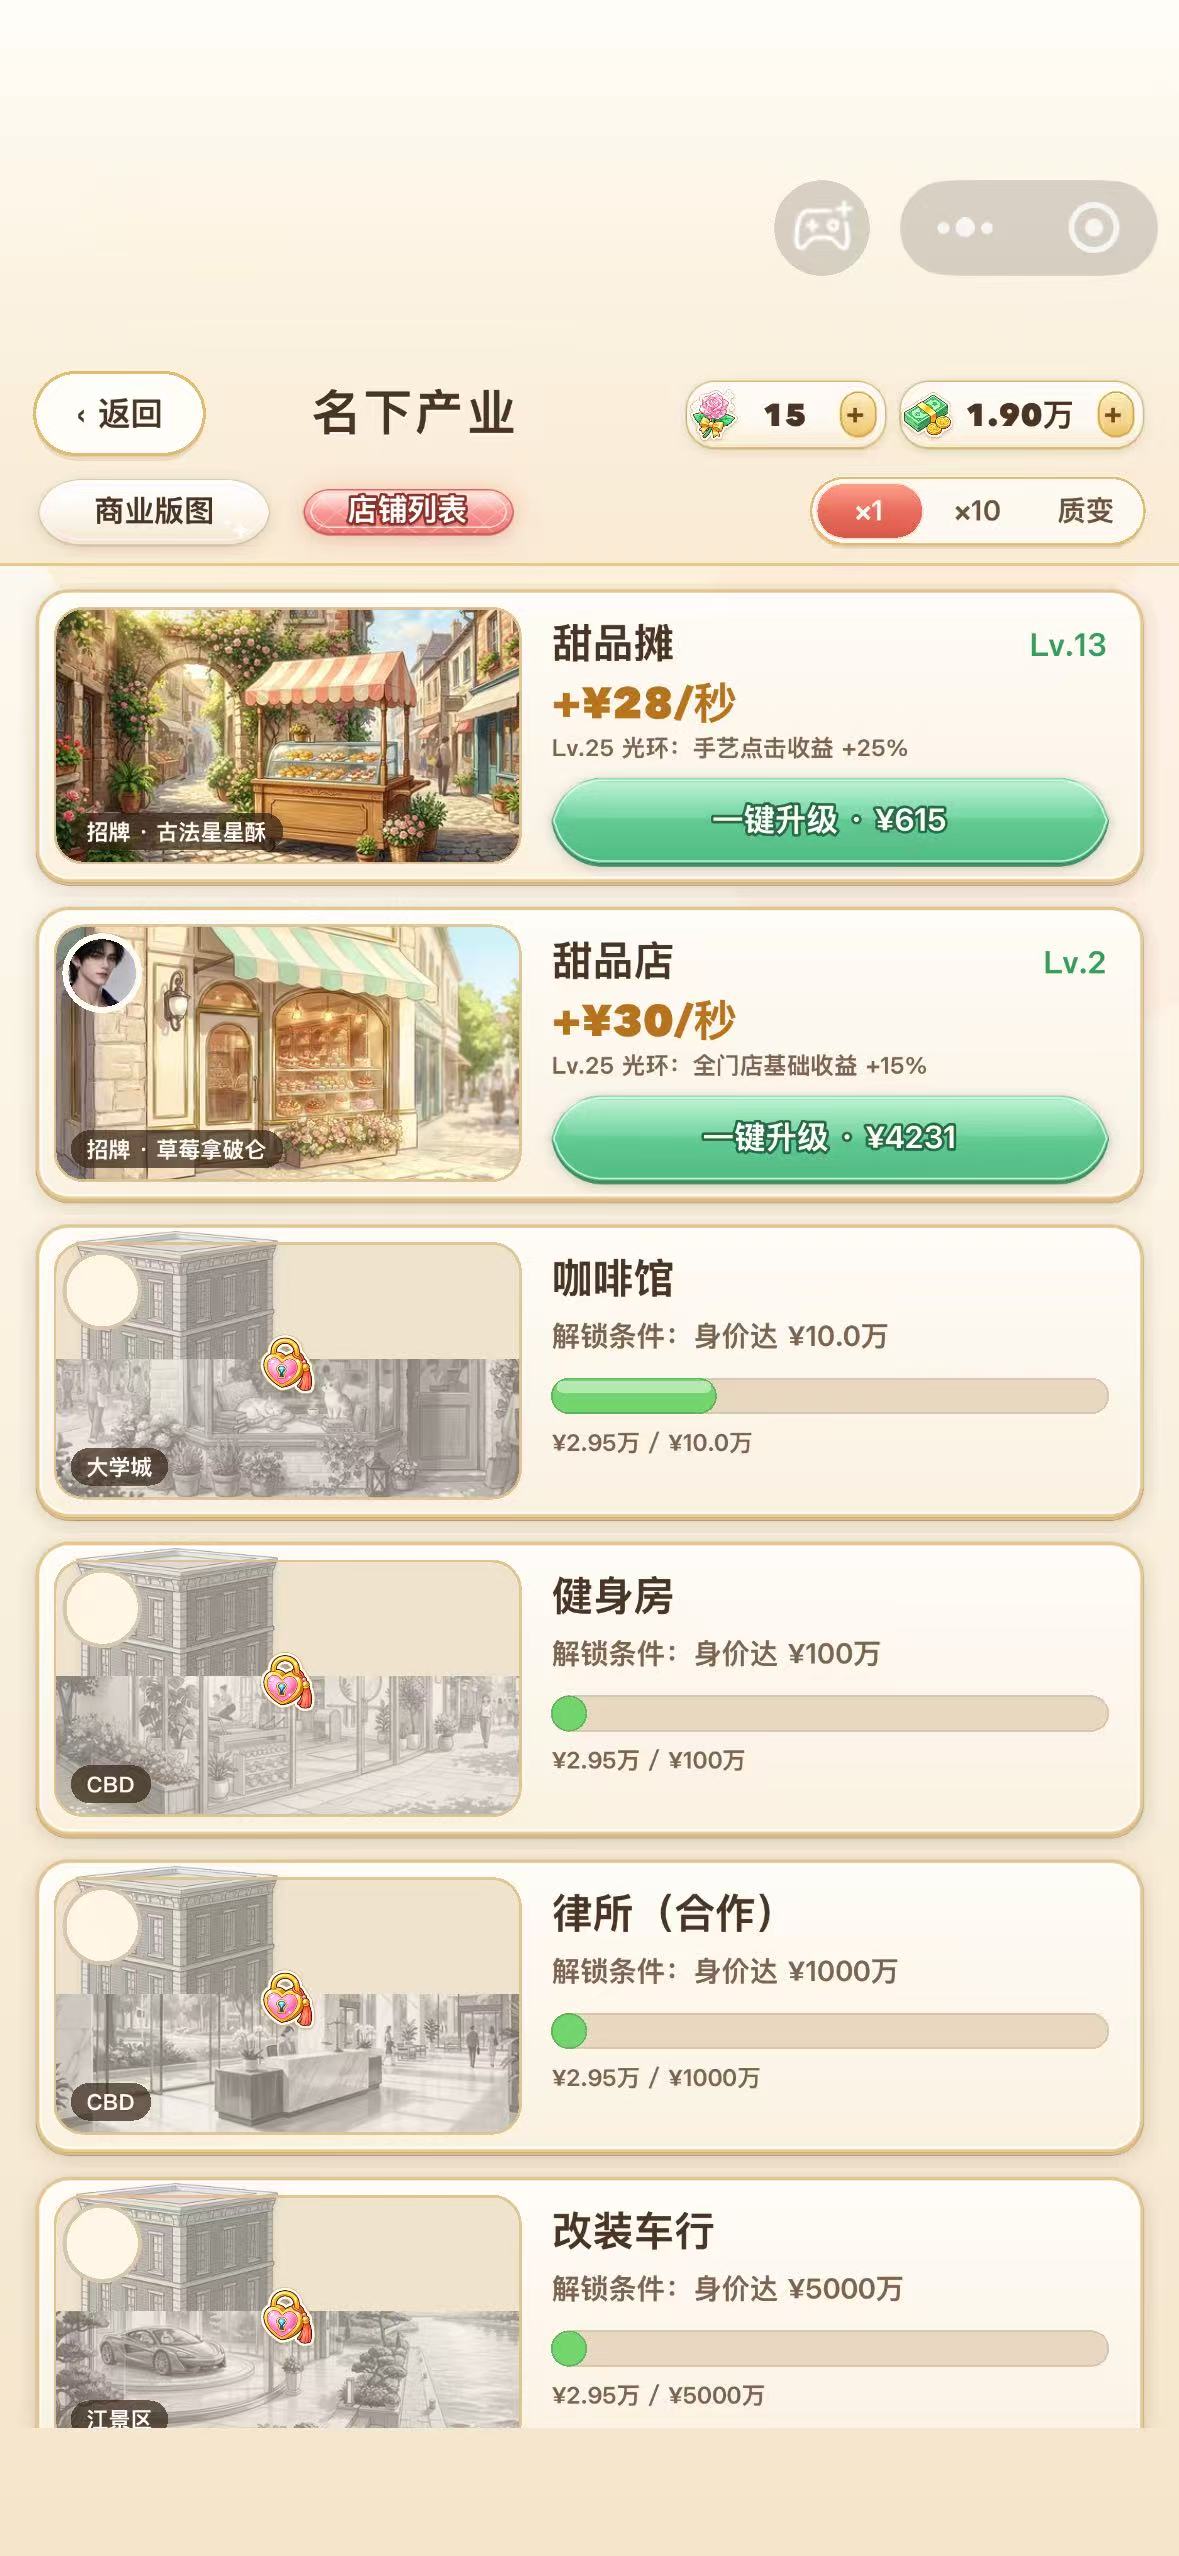 ‹ 返回
名下产业
15
+
1.90万
+
商业版图
店铺列表
×1
×10
质变
甜品摊
Lv.13
+¥28/秒
Lv.25 光环：手艺点击收益 +25%
一键升级 · ¥615
招牌 · 古法星星酥
甜品店
Lv.2
+¥30/秒
Lv.25 光环：全门店基础收益 +15%
一键升级 · ¥4231
招牌 · 草莓拿破仑
咖啡馆
解锁条件：身价达 ¥10.0万
¥2.95万 / ¥10.0万
大学城
健身房
解锁条件：身价达 ¥100万
¥2.95万 / ¥100万
CBD
律所（合作）
解锁条件：身价达 ¥1000万
¥2.95万 / ¥1000万
CBD
改装车行
解锁条件：身价达 ¥5000万
¥2.95万 / ¥5000万
江景区